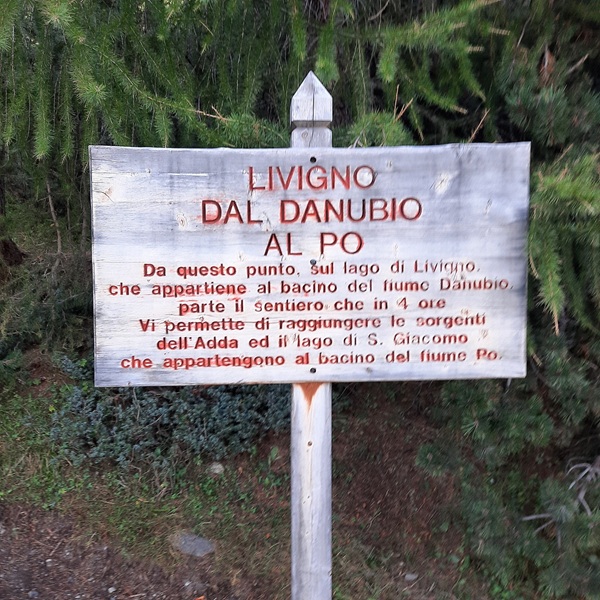 LIVIGNO
DAL DANUBIO
AL PO
Da questo punto, sul lago di Livigno,
che appartiene al bacino del fiume Danubio,
parte il sentiero che in 4 ore
Vi permette di raggiungere le sorgenti
dell'Adda ed il lago di S. Giacomo
che appartengono al bacino del fiume Po.